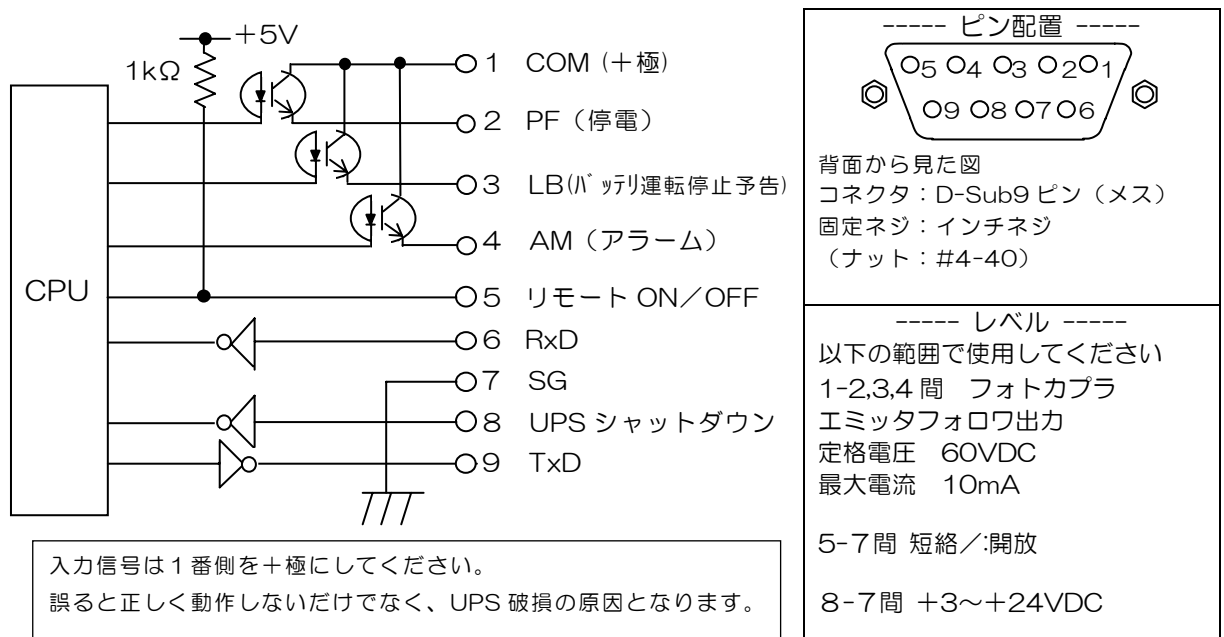 +5V
1kΩ
CPU
1 COM (＋極)
2 PF（停電）
3 LB(ﾊﾞｯﾃﾘ運転停止予告)
4 AM（アラーム）
5 リモート ON／OFF
6 RxD
7 SG
8 UPS シャットダウン
9 TxD
入力信号は１番側を＋極にしてください。
誤ると正しく動作しないだけでなく、UPS 破損の原因となります。
----- ピン配置 -----
5 4 3 2 1
9 8 7 6
背面から見た図
コネクタ：D-Sub9 ピン（メス）
固定ネジ：インチネジ
（ナット：#4-40）
----- レベル -----
以下の範囲で使用してください
1-2,3,4 間　フォトカプラ
エミッタフォロワ出力
定格電圧　60VDC
最大電流　10mA
5-7間 短絡／:開放
8-7間 +3～+24VDC